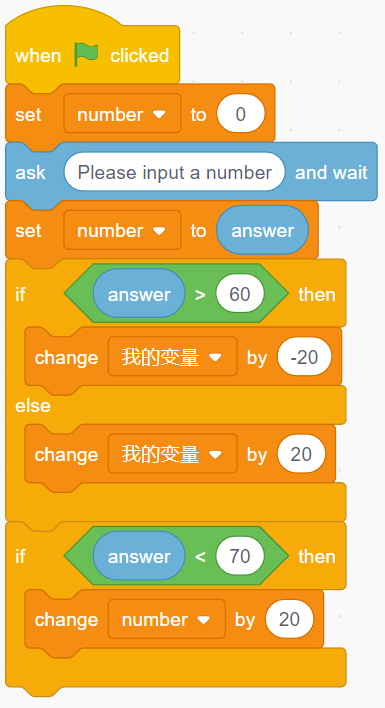 when clicked
set number to 0
ask Please input a number and wait
set number to answer
if answer > 60 then
change 我的变量 by -20
else
change 我的变量 by 20
if answer < 70 then
change number by 20